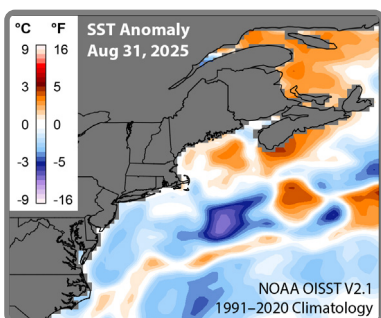 °C °F
SST Anomaly
Aug 31, 2025
9 16
3 5
0 0
-3 -5
-9 -16
NOAA OISST V2.1
1991–2020 Climatology